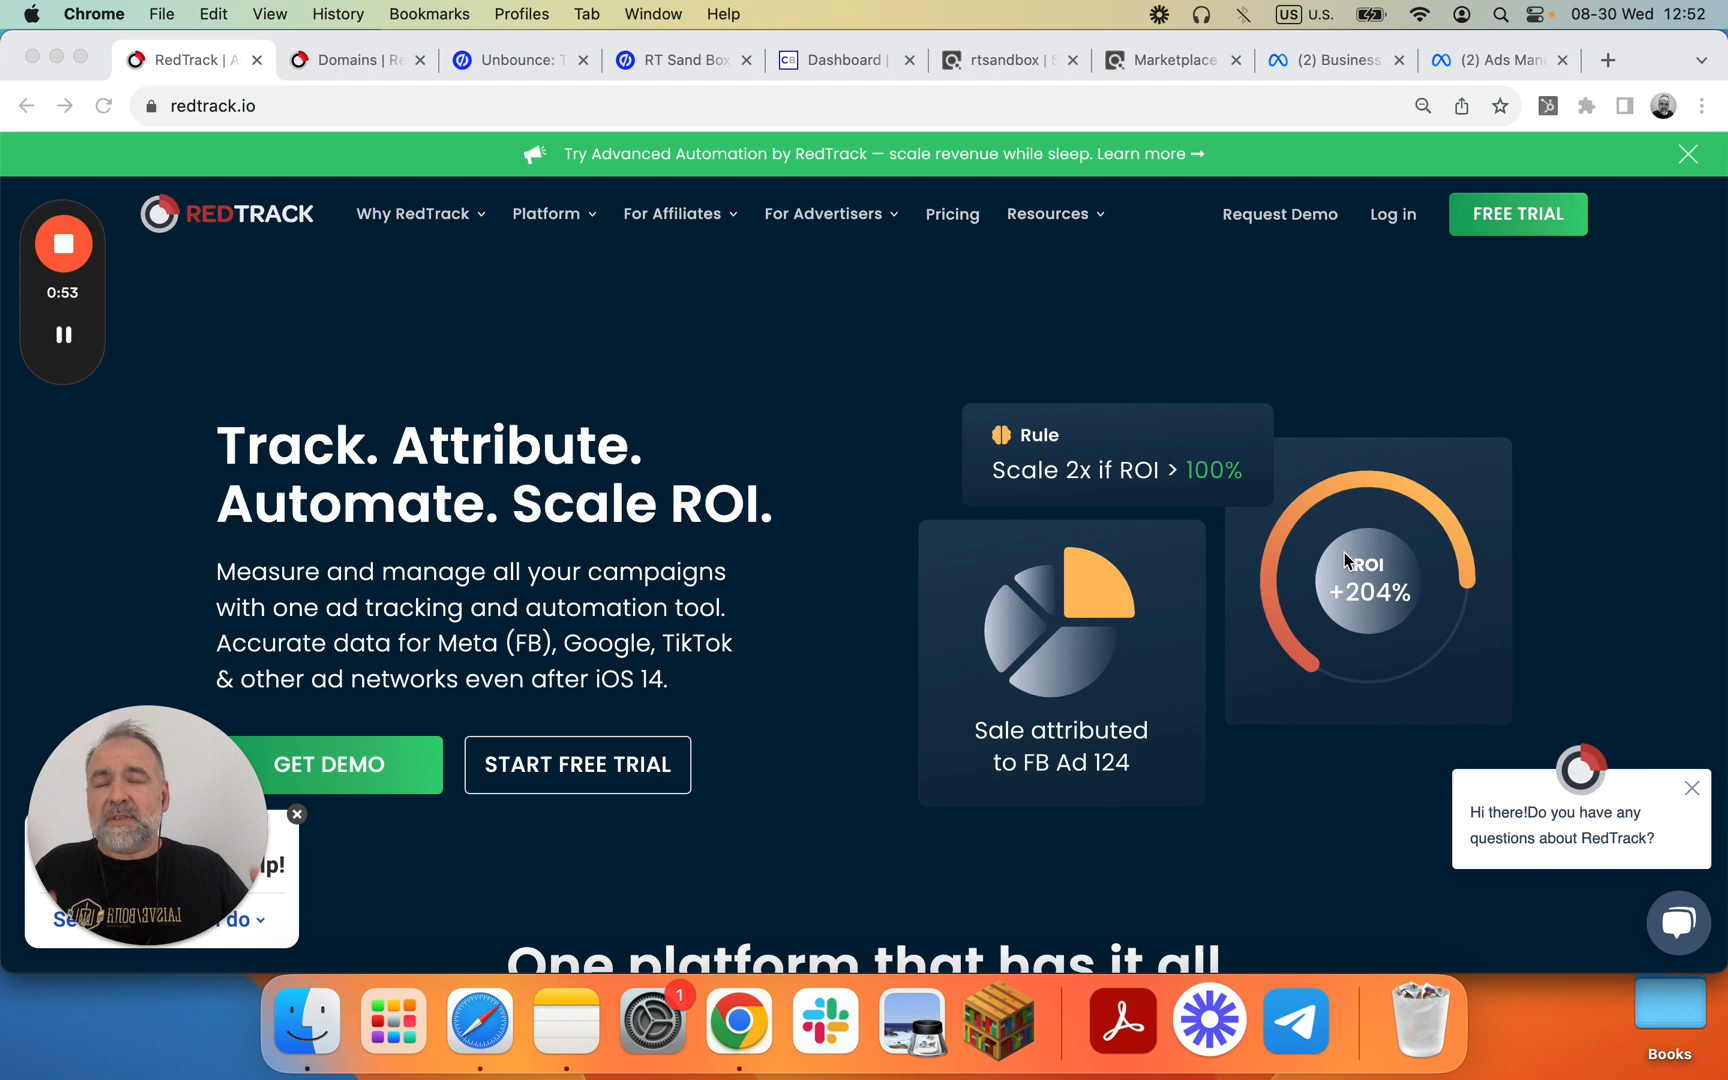 Chrome File Edit View History Bookmarks Profiles Tab Window Help
US U.S. 08-30 Wed 12:52
RedTrack | A Domains | Re Unbounce: T RT Sand Box Dashboard | rtsandbox | S Marketplace (2) Business (2) Ads Man
redtrack.io
Try Advanced Automation by RedTrack — scale revenue while sleep. Learn more →
REDTRACK Why RedTrack Platform For Affiliates For Advertisers Pricing Resources Request Demo Log in FREE TRIAL
0:53
Track. Attribute.
Automate. Scale ROI.
Measure and manage all your campaigns
with one ad tracking and automation tool.
Accurate data for Meta (FB), Google, TikTok
& other ad networks even after iOS 14.
GET DEMO START FREE TRIAL
Rule
Scale 2x if ROI > 100%
ROI
+204%
Sale attributed
to FB Ad 124
Hi there!Do you have any
questions about RedTrack?
lp!
Se do
One platform that has it all
1
Books